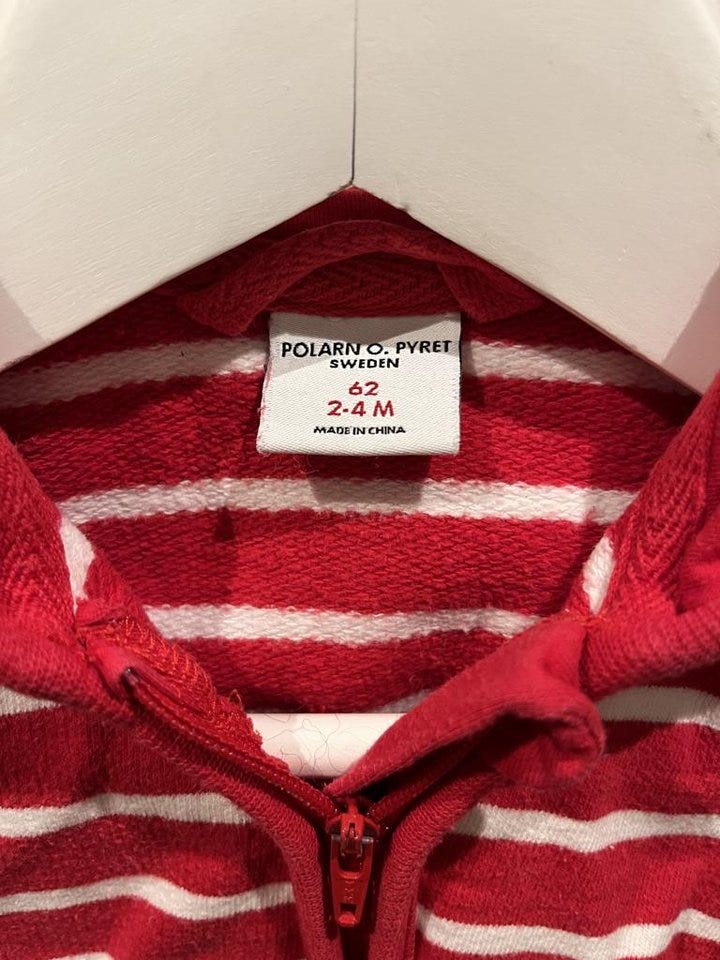 POLARN O. PYRET
SWEDEN
62
2-4 M
MADE IN CHINA